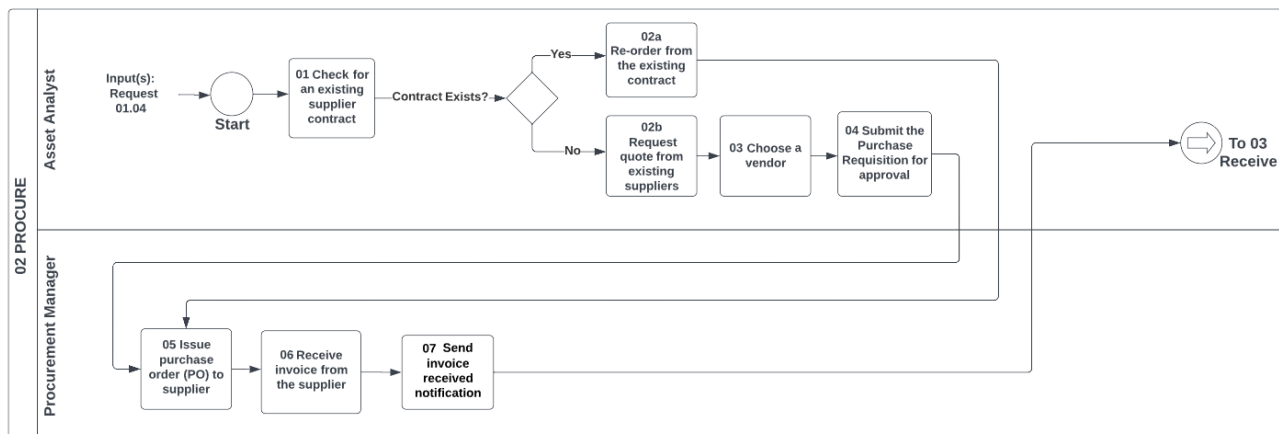 02 PROCURE
Asset Analyst
Input(s):
Request
01.04
Start
01 Check for
an existing
supplier
contract
Contract Exists?
Yes
02a
Re-order from
the existing
contract
No
02b
Request
quote from
existing
suppliers
03 Choose a
vendor
04 Submit the
Purchase
Requisition for
approval
To 03
Receive
Procurement Manager
05 Issue
purchase
order (PO) to
supplier
06 Receive
invoice from
the supplier
07 Send
invoice
received
notification